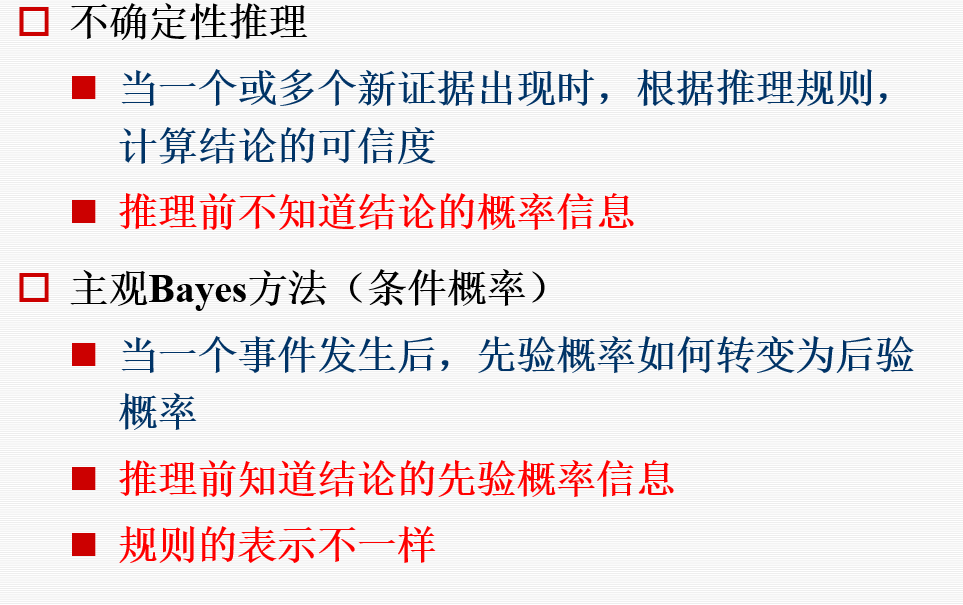 不确定性推理
当一个或多个新证据出现时，根据推理规则，
计算结论的可信度
推理前不知道结论的概率信息
主观Bayes方法（条件概率）
当一个事件发生后，先验概率如何转变为后验
概率
推理前知道结论的先验概率信息
规则的表示不一样